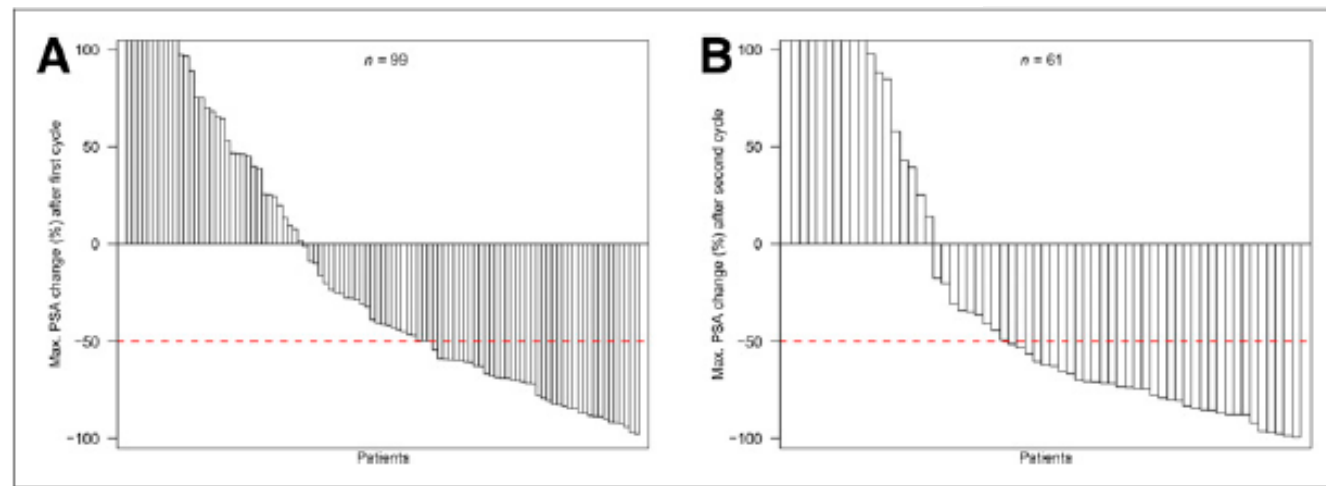 A
n = 99
Max. PSA change (%) after first cycle
100
50
0
−50
−100
Patients
B
n = 61
Max. PSA change (%) after second cycle
100
50
0
−50
−100
Patients